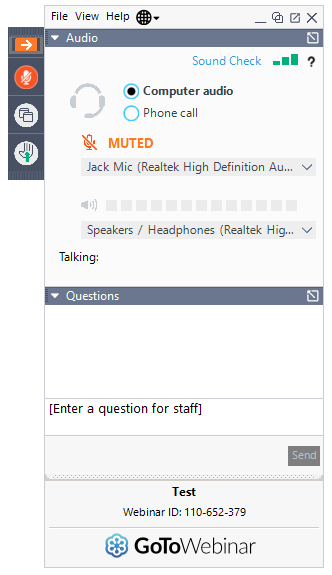 File View Help
Audio
Sound Check ?
Computer audio
Phone call
MUTED
Jack Mic (Realtek High Definition Au...
Speakers / Headphones (Realtek Hig...
Talking:
Questions
[Enter a question for staff]
Send
Test
Webinar ID: 110-652-379
GoToWebinar